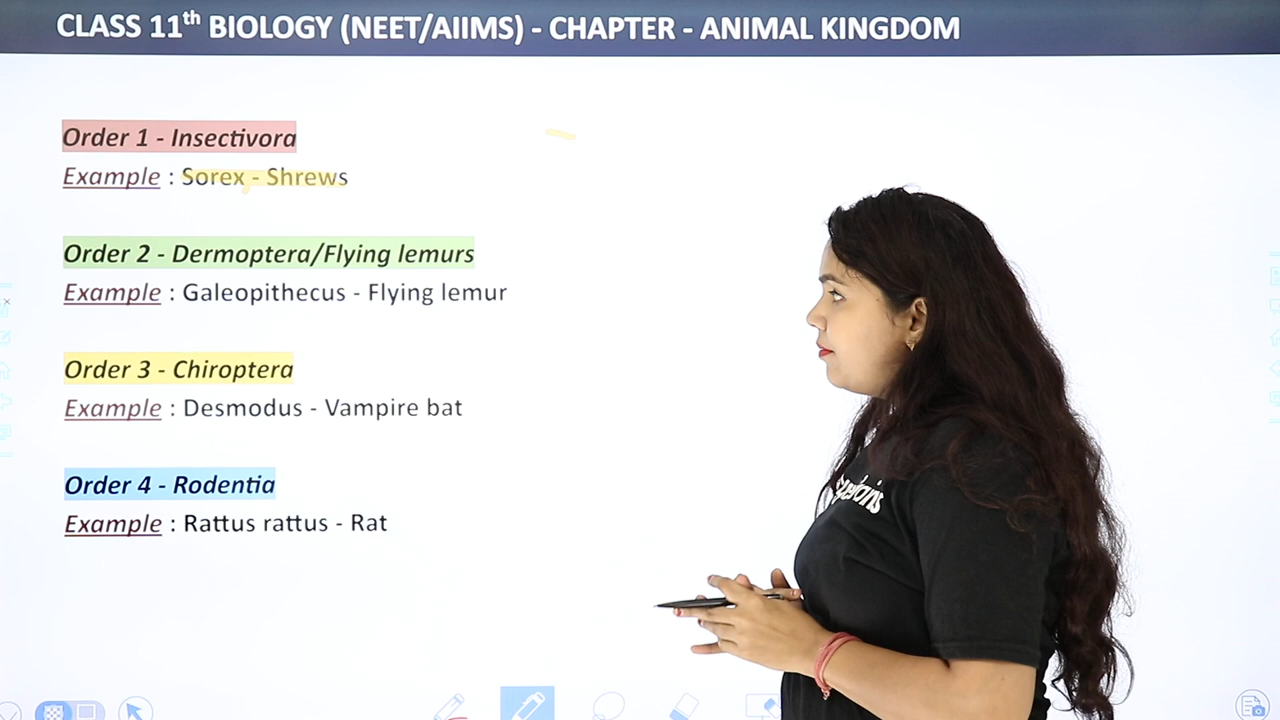 CLASS 11th BIOLOGY (NEET/AIIMS) - CHAPTER - ANIMAL KINGDOM
Order 1 - Insectivora
Example : Sorex - Shrews
Order 2 - Dermoptera/Flying lemurs
Example : Galeopithecus - Flying lemur
Order 3 - Chiroptera
Example : Desmodus - Vampire bat
Order 4 - Rodentia
Example : Rattus rattus - Rat